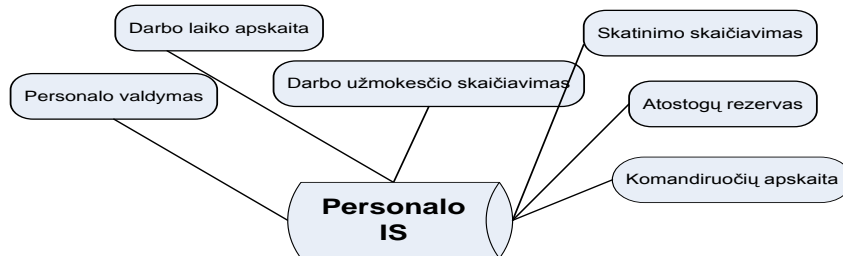 Darbo laiko apskaita
Skatinimo skaičiavimas
Darbo užmokesčio skaičiavimas
Personalo valdymas
Atostogų rezervas
Komandiruočių apskaita
Personalo
IS